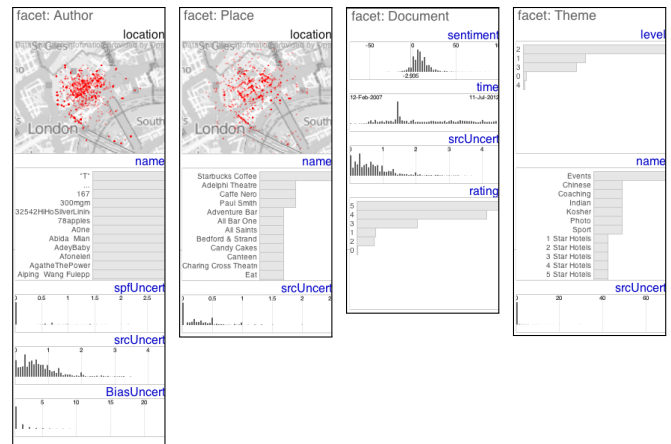 facet: Author
location
London
South
name
"T"
...
167
300mgm
32542HiHoSilverLinin
78apples
A0ne
Abida Mian
AdeyBaby
Afoneleri
AgatheThePower
Aiping Wang Fulepp
spfUncert
0 0.5 1 1.5 2 2.5
srcUncert
0 1 2 3 4
BiasUncert
5 10 15 20
facet: Place
location
London
South
name
Starbucks Coffee
Adelphi Theatre
Caffe Nero
Paul Smith
Adventure Bar
All Bar One
All Saints
Bedford & Strand
Candy Cakes
Canteen
Charing Cross Theatr
Eat
srcUncert
0 0.5 1 1.5 2
facet: Document
sentiment
-50 0 50
-2.995
time
12-Feb-2007 11-Jul-2012
srcUncert
0 1 2 3 4
rating
5
4
3
1
2
0
facet: Theme
level
2
1
3
0
4
name
Events
Chinese
Coaching
Indian
Kosher
Photo
Sport
1 Star Hotels
2 Star Hotels
3 Star Hotels
4 Star Hotels
5 Star Hotels
srcUncert
0 20 40 60